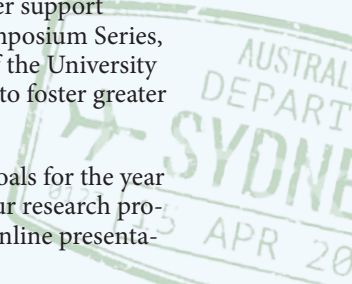 er support
mposium Series,
f the University
to foster greater
oals for the year
ur research pro-
nline presenta-
AUSTRAL
DEPART
SYDNE
15 APR 20